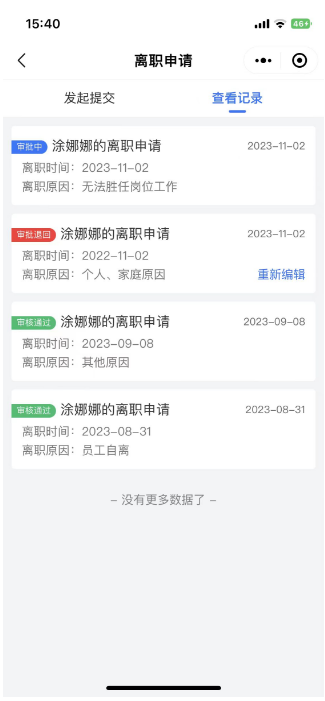 15:40
46+
离职申请
发起提交
查看记录
审批中 涂娜娜的离职申请 2023-11-02
离职时间：2023-11-02
离职原因：无法胜任岗位工作
审批退回 涂娜娜的离职申请 2023-11-02
离职时间：2022-11-02
离职原因：个人、家庭原因 重新编辑
审核通过 涂娜娜的离职申请 2023-09-08
离职时间：2023-09-08
离职原因：其他原因
审核通过 涂娜娜的离职申请 2023-08-31
离职时间：2023-08-31
离职原因：员工自离
- 没有更多数据了 -